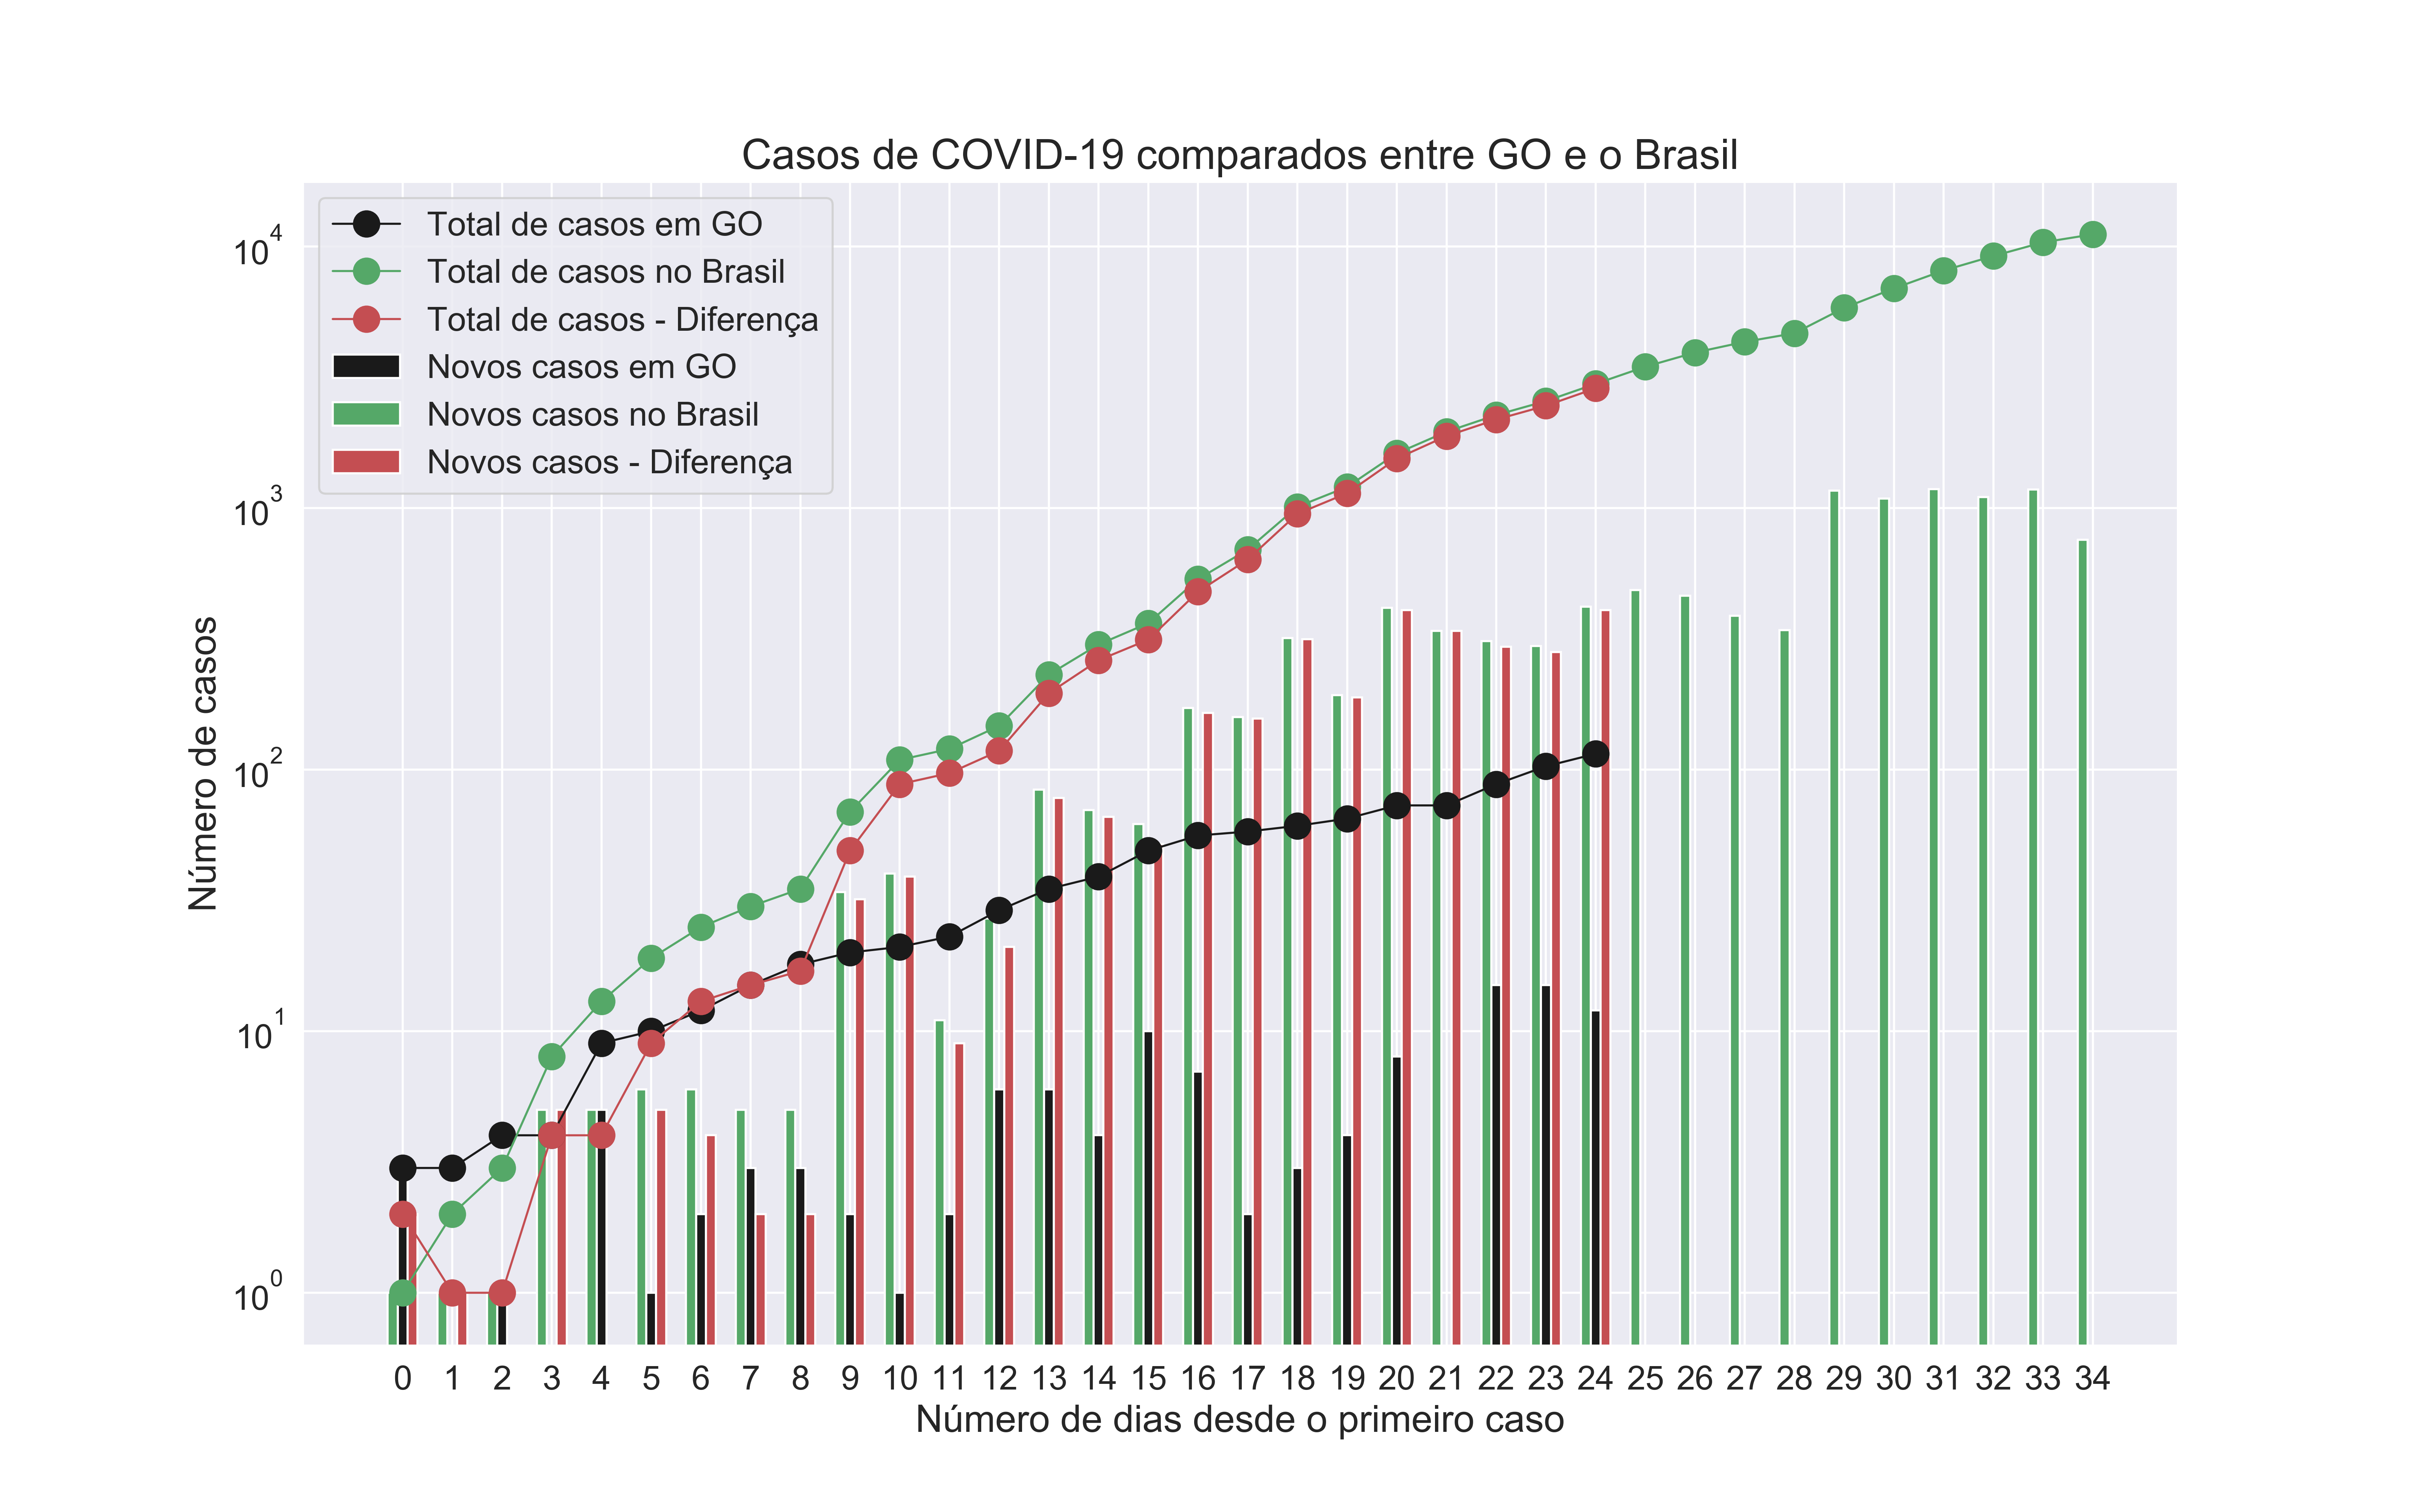 Casos de COVID-19 comparados entre GO e o Brasil
Total de casos em GO
Total de casos no Brasil
Total de casos - Diferença
Novos casos em GO
Novos casos no Brasil
Novos casos - Diferença
Número de casos
10^4
10^3
10^2
10^1
10^0
0 1 2 3 4 5 6 7 8 9 10 11 12 13 14 15 16 17 18 19 20 21 22 23 24 25 26 27 28 29 30 31 32 33 34
Número de dias desde o primeiro caso